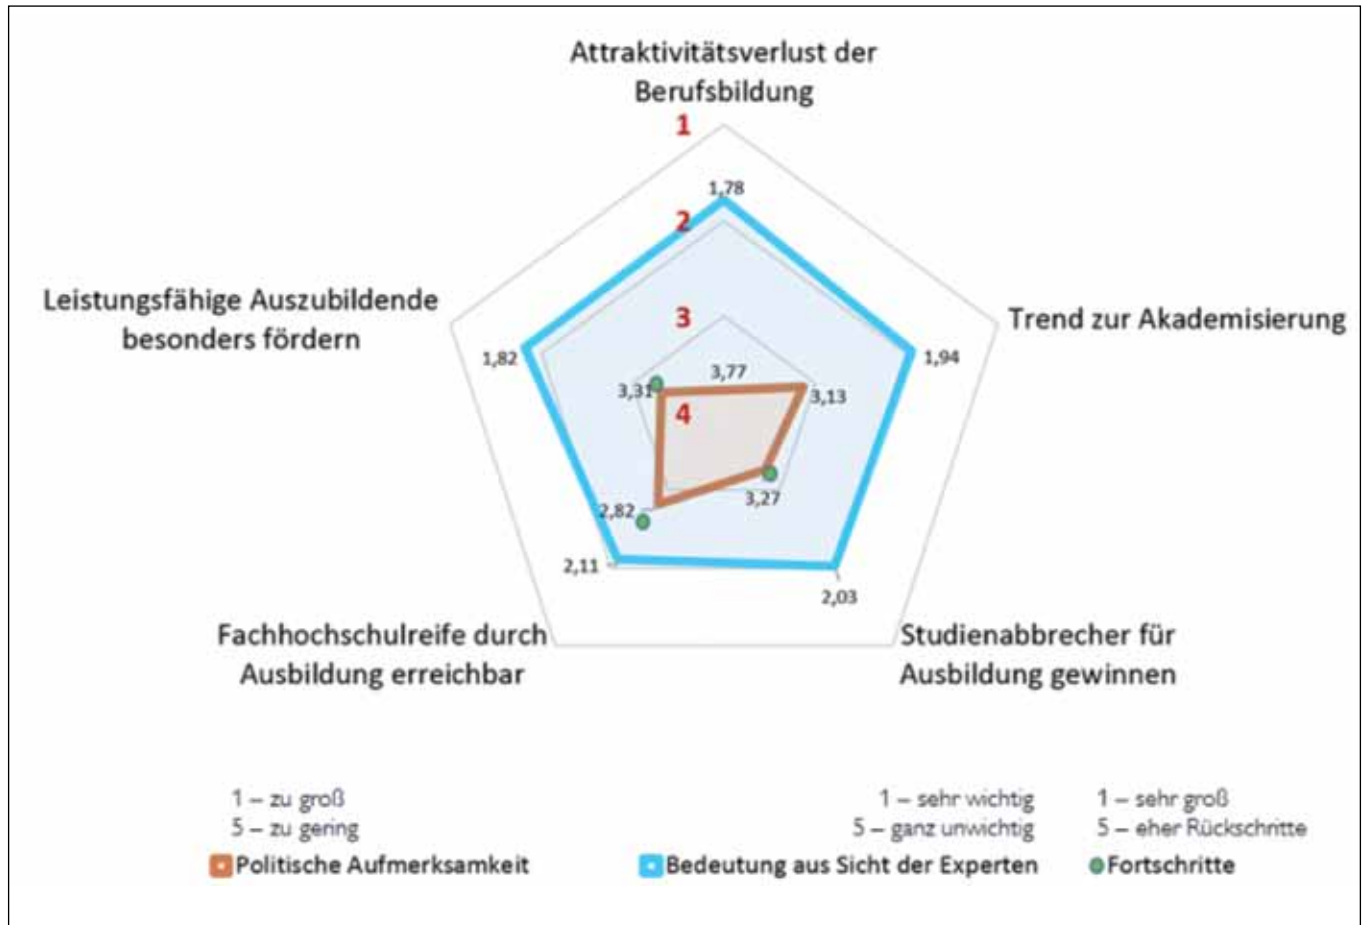 Attraktivitätsverlust der
Berufsbildung
1
1,78
2
Leistungsfähige Auszubildende
besonders fördern
Trend zur Akademisierung
3
1,82
1,94
3,77
3,31
3,13
4
3,27
2,82
2,11
2,03
Fachhochschulreife durch
Ausbildung erreichbar
Studienabbrecher für
Ausbildung gewinnen
1 – zu groß
5 – zu gering
Politische Aufmerksamkeit
1 – sehr wichtig
5 – ganz unwichtig
Bedeutung aus Sicht der Experten
1 – sehr groß
5 – eher Rückschritte
Fortschritte